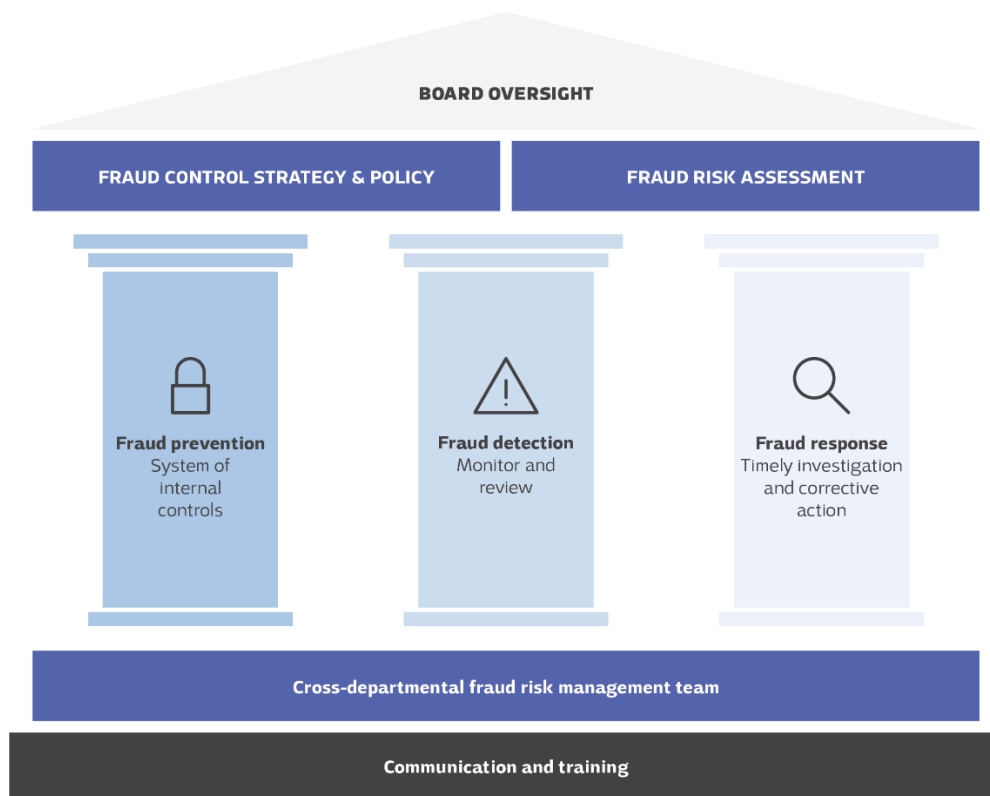 BOARD OVERSIGHT
FRAUD CONTROL STRATEGY & POLICY
FRAUD RISK ASSESSMENT
Fraud prevention
System of
internal
controls
Fraud detection
Monitor and
review
Fraud response
Timely investigation
and corrective
action
Cross-departmental fraud risk management team
Communication and training